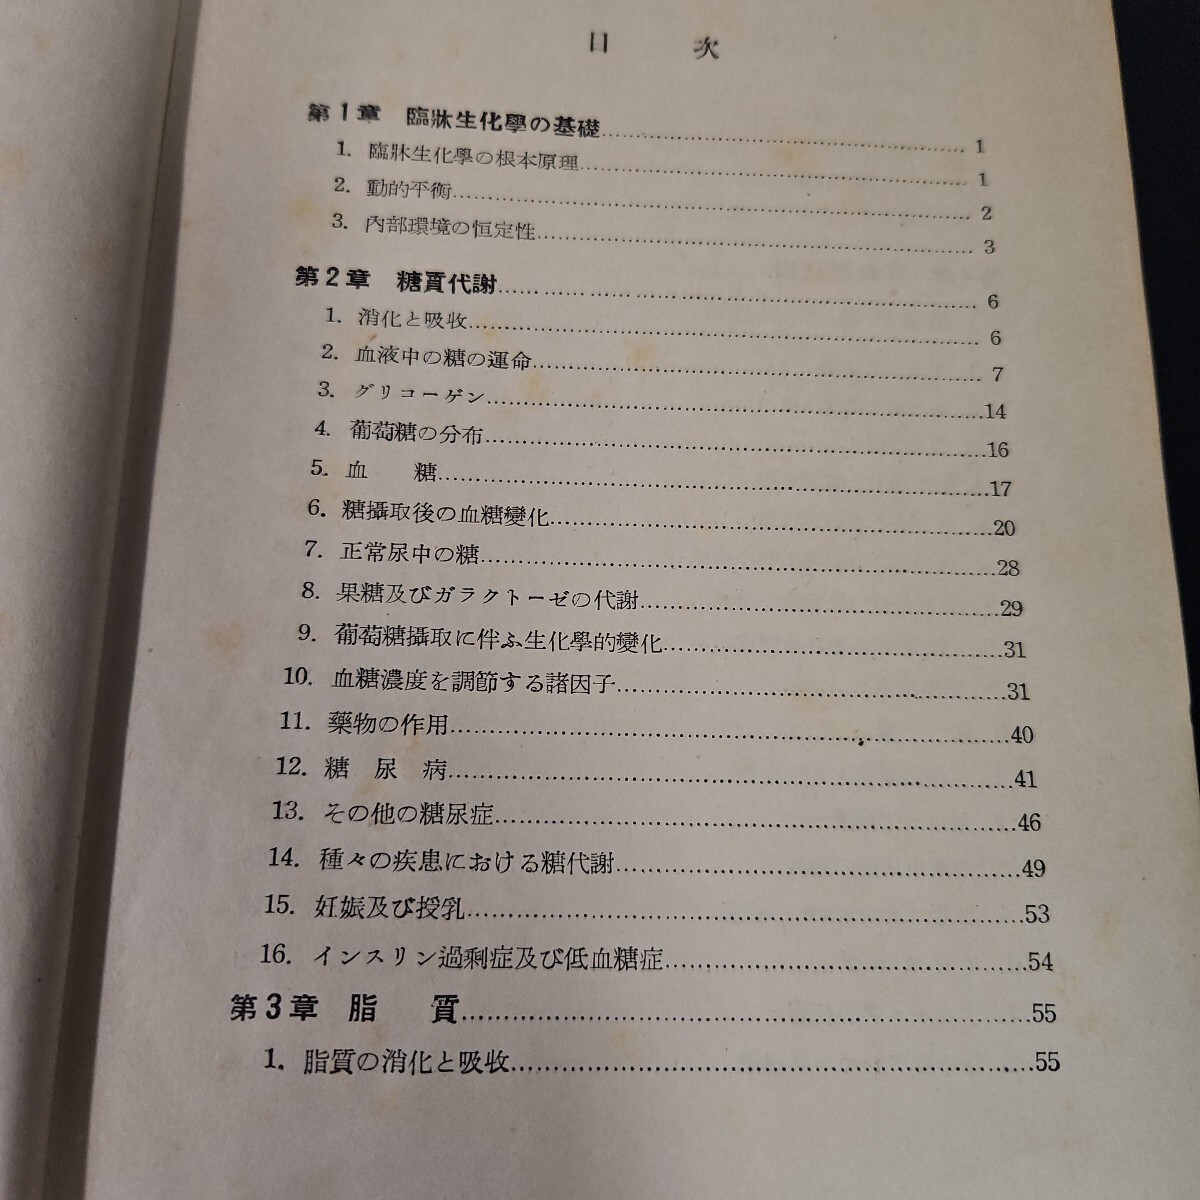 目 次
第1章 臨牀生化學の基礎 1
1. 臨牀生化學の根本原理 1
2. 動的平衡 2
3. 內部環境の恒定性 3
第2章 糖質代謝 6
1. 消化と吸收 6
2. 血液中の糖の運命 7
3. グリコーゲン 14
4. 葡萄糖の分布 16
5. 血 糖 17
6. 糖攝取後の血糖變化 20
7. 正常尿中の糖 28
8. 果糖及びガラクトーゼの代謝 29
9. 葡萄糖攝取に伴ふ生化學的變化 31
10. 血糖濃度を調節する諸因子 31
11. 藥物の作用 40
12. 糖 尿 病 41
13. その他の糖尿症 46
14. 種々の疾患における糖代謝 49
15. 妊娠及び授乳 53
16. インスリン過剩症及び低血糖症 54
第3章 脂 質 55
1. 脂質の消化と吸收 55